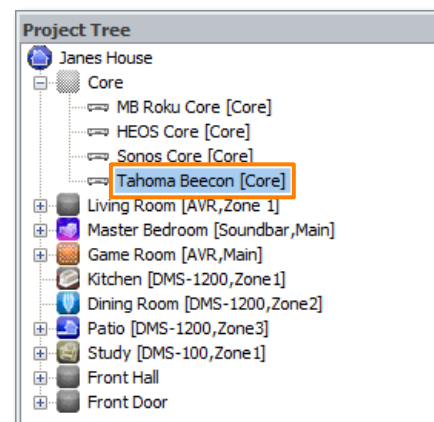 Project Tree
Janes House
Core
MB Roku Core [Core]
HEOS Core [Core]
Sonos Core [Core]
Tahoma Beecon [Core]
Living Room [AVR,Zone 1]
Master Bedroom [Soundbar,Main]
Game Room [AVR,Main]
Kitchen [DMS-1200,Zone1]
Dining Room [DMS-1200,Zone2]
Patio [DMS-1200,Zone3]
Study [DMS-100,Zone1]
Front Hall
Front Door